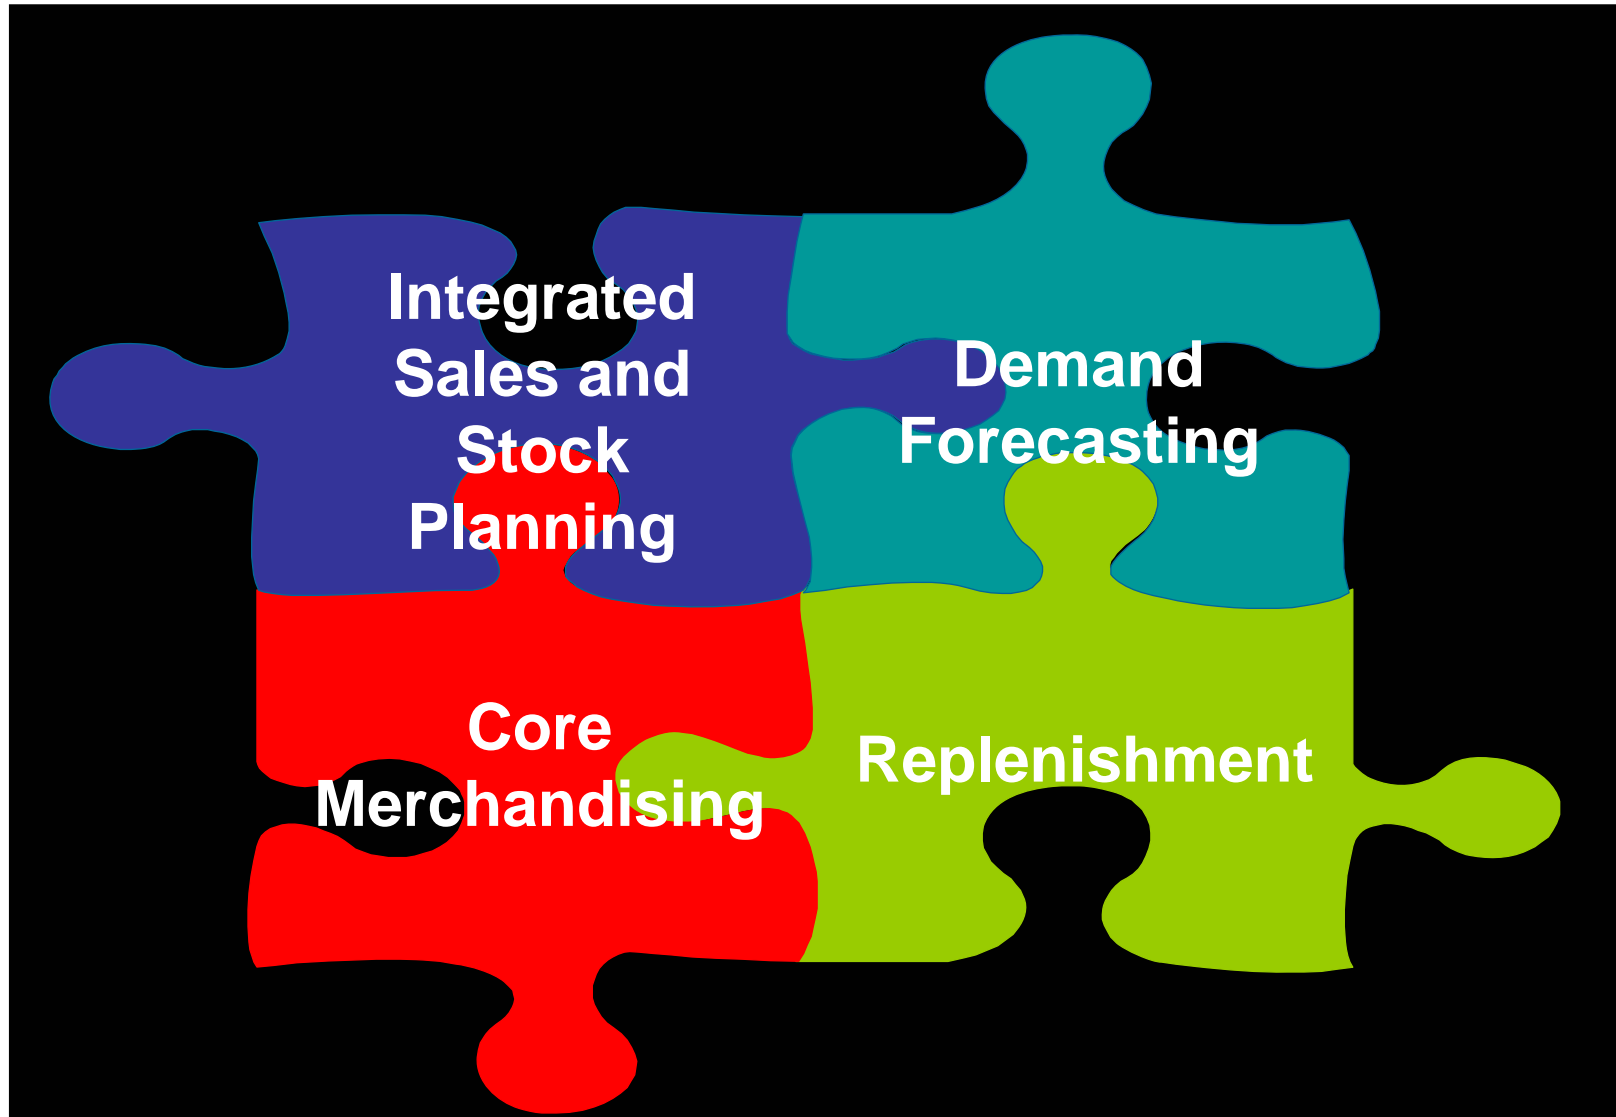 Integrated
Sales and
Stock
Planning
Demand
Forecasting
Core
Merchandising
Replenishment